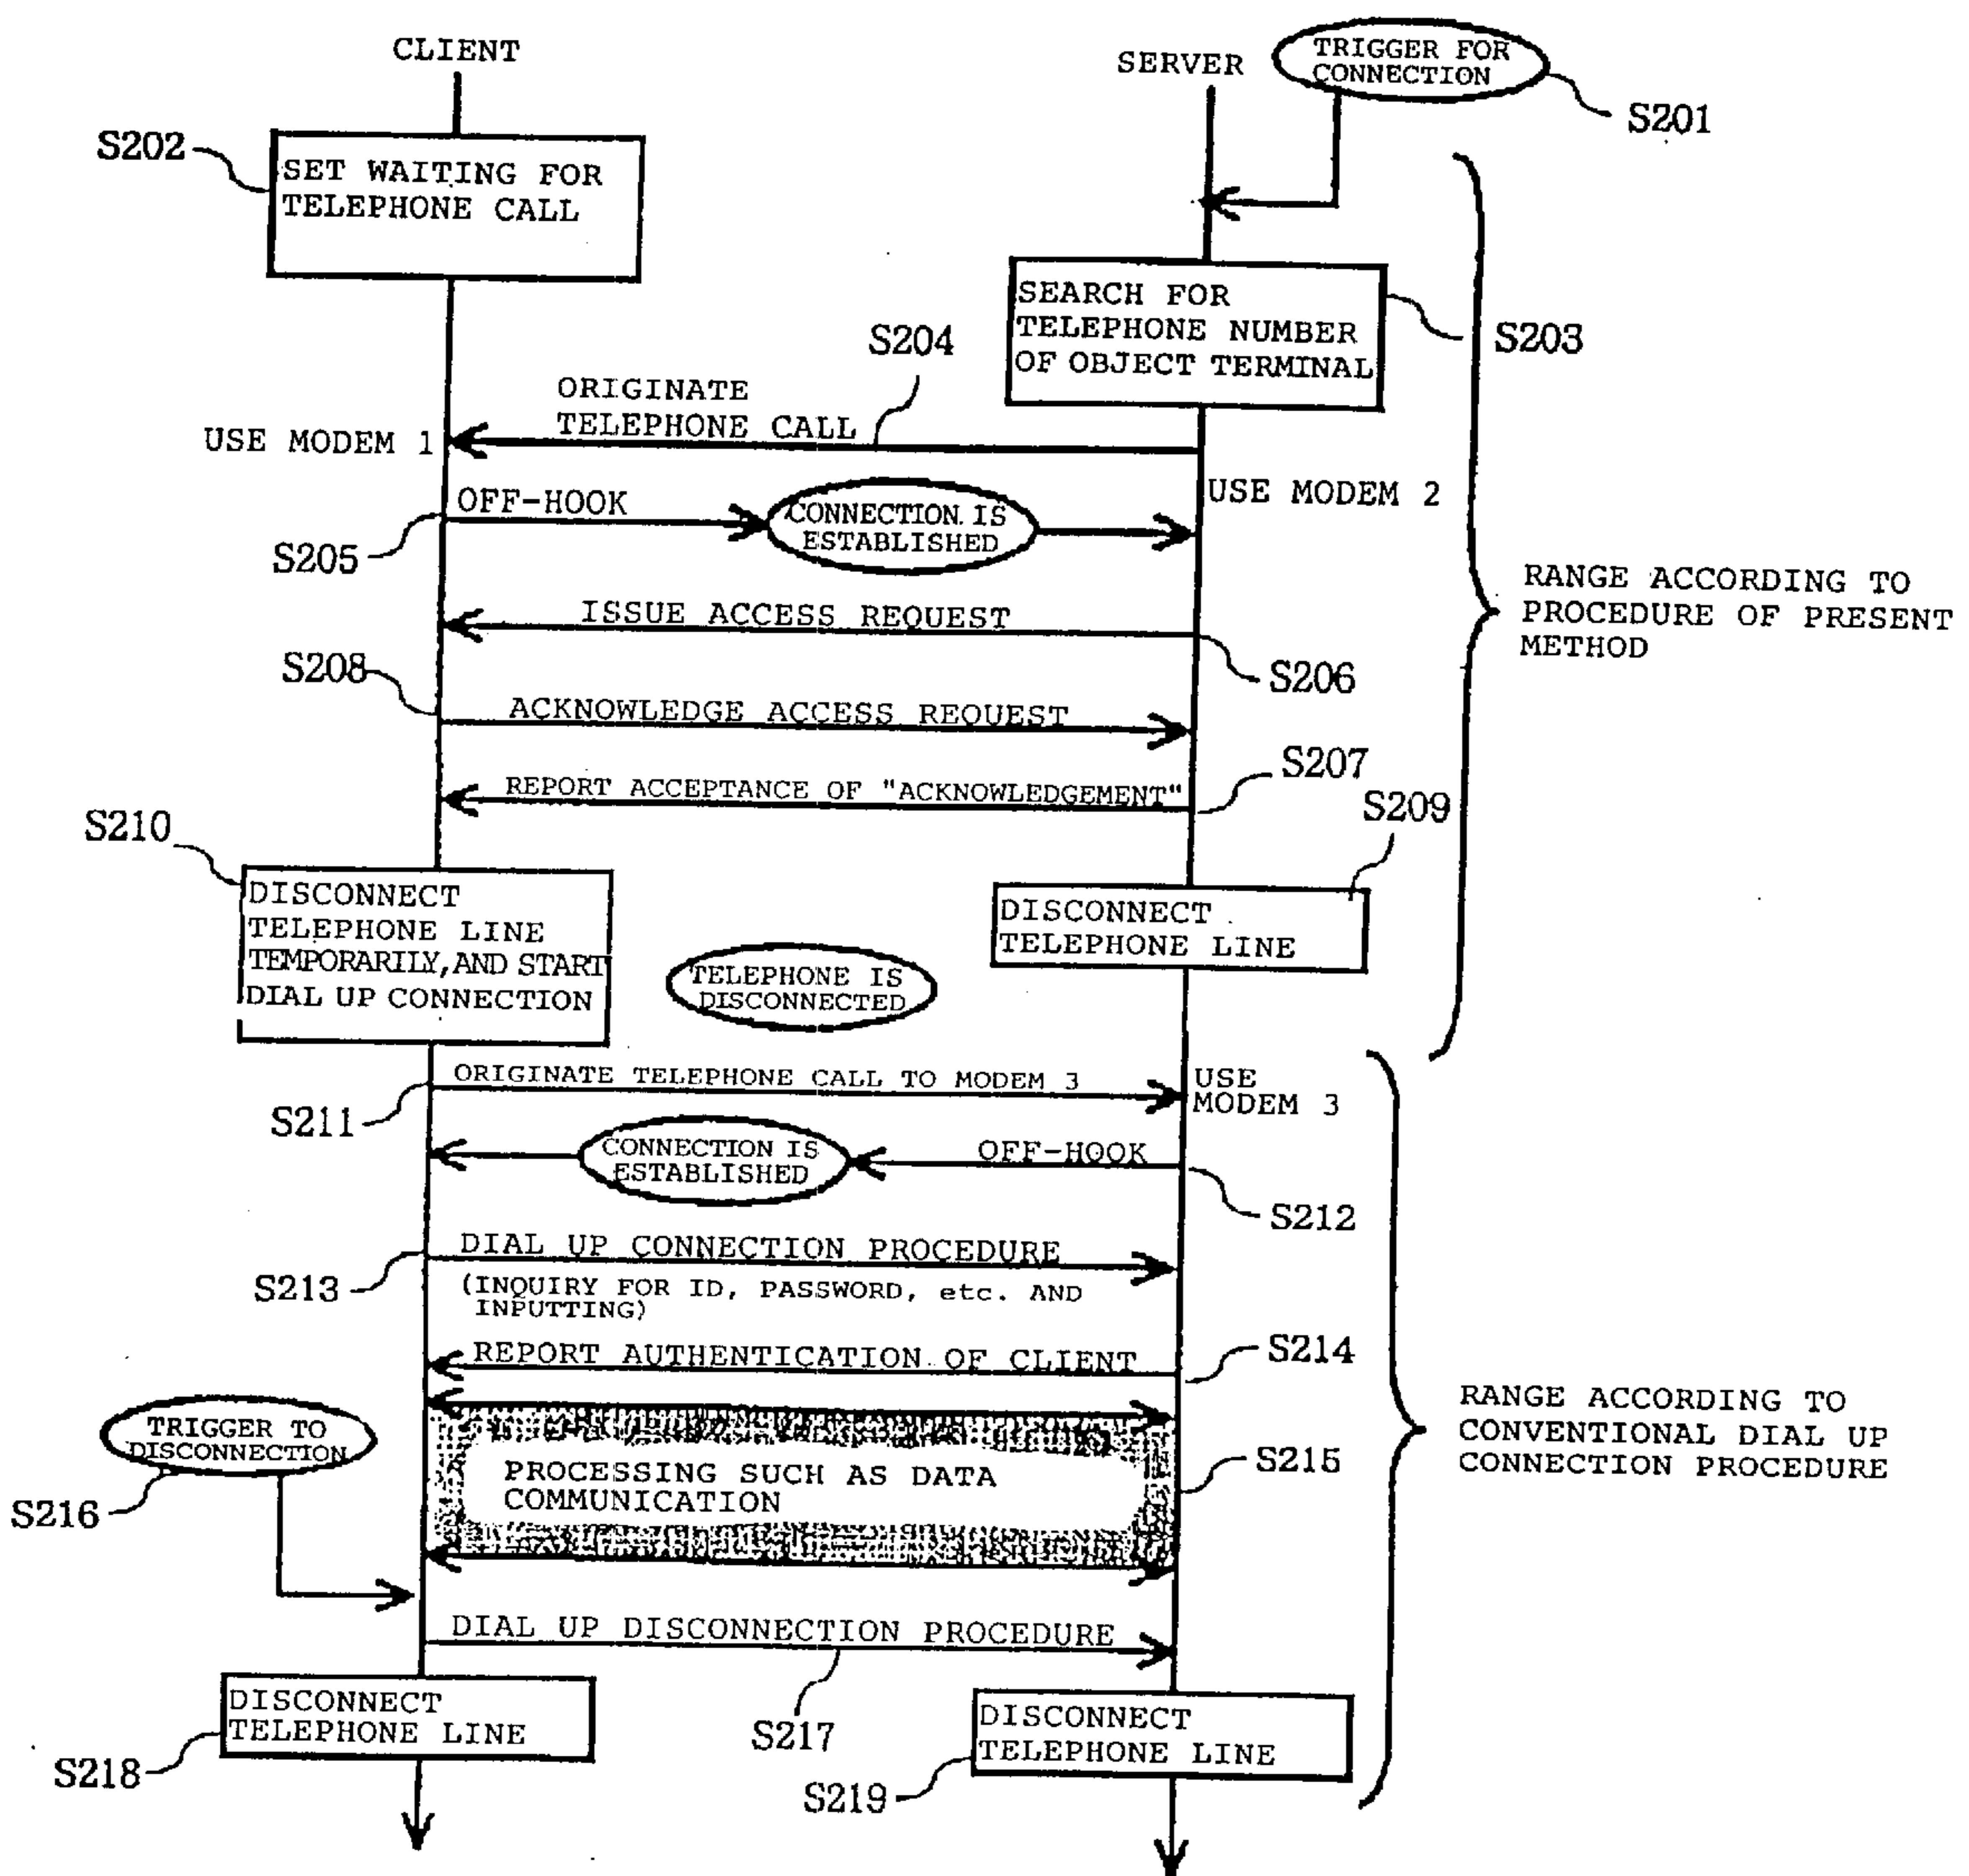 CLIENT
SERVER
TRIGGER FOR
CONNECTION
S201
S202
SET WAITING FOR
TELEPHONE CALL
SEARCH FOR
TELEPHONE NUMBER
OF OBJECT TERMINAL
S203
S204
ORIGINATE
TELEPHONE CALL
USE MODEM 1
USE MODEM 2
OFF-HOOK
CONNECTION IS
ESTABLISHED
S205
RANGE ACCORDING TO
PROCEDURE OF PRESENT
METHOD
ISSUE ACCESS REQUEST
S206
S208
ACKNOWLEDGE ACCESS REQUEST
S207
REPORT ACCEPTANCE OF "ACKNOWLEDGEMENT"
S209
S210
DISCONNECT
TELEPHONE LINE
TEMPORARILY, AND START
DIAL UP CONNECTION
DISCONNECT
TELEPHONE LINE
TELEPHONE IS
DISCONNECTED
ORIGINATE TELEPHONE CALL TO MODEM 3
USE
MODEM 3
S211
CONNECTION IS
ESTABLISHED
OFF-HOOK
S212
DIAL UP CONNECTION PROCEDURE
S213
(INQUIRY FOR ID, PASSWORD, etc. AND
INPUTTING)
REPORT AUTHENTICATION OF CLIENT
S214
TRIGGER TO
DISCONNECTION
RANGE ACCORDING TO
CONVENTIONAL DIAL UP
CONNECTION PROCEDURE
PROCESSING SUCH AS DATA
COMMUNICATION
S215
S216
DIAL UP DISCONNECTION PROCEDURE
S217
DISCONNECT
TELEPHONE LINE
S218
DISCONNECT
TELEPHONE LINE
S219